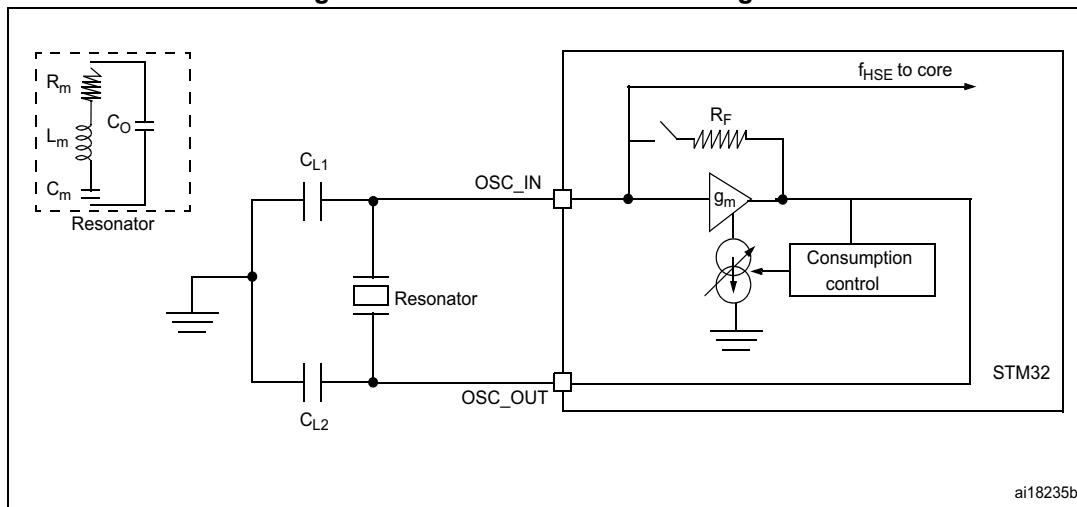 R_m
L_m
C_O
C_m
Resonator
C_L1
OSC_IN
Resonator
OSC_OUT
C_L2
f_HSE to core
R_F
g_m
Consumption
control
STM32
ai18235b